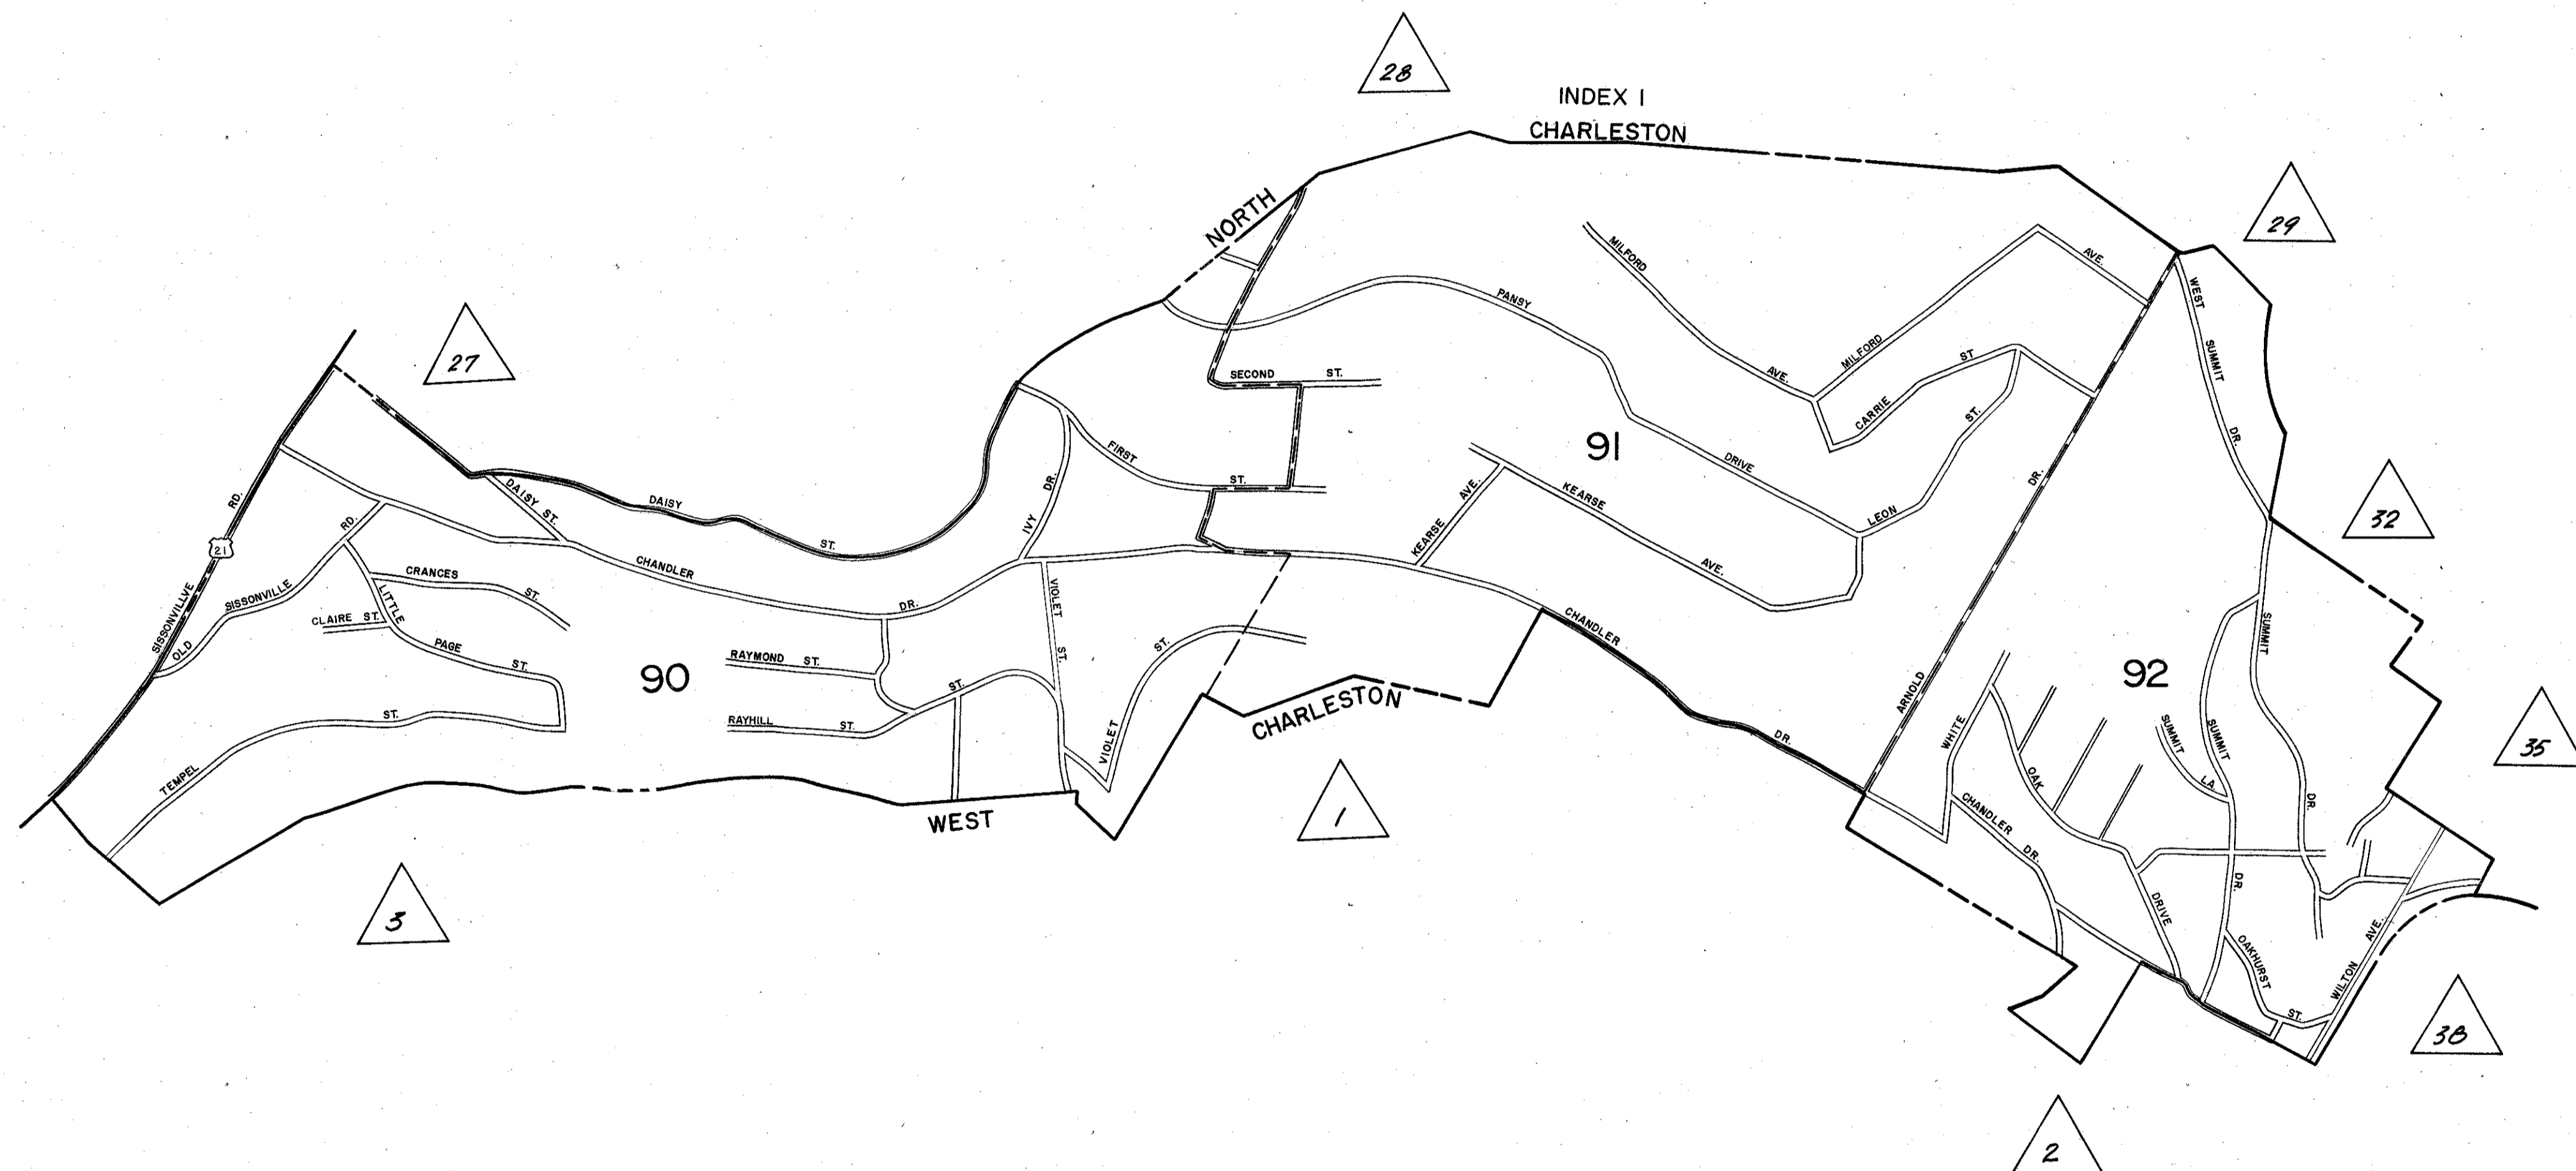 28
INDEX I
CHARLESTON
NORTH
29
27
32
35
38
1
3
2
90
91
92
SISSONVILLVE RD.
21
OLD SISSONVILLE RD.
DAISY ST.
DAISY ST.
CHANDLER DR.
CRANCES ST.
CLAIRE ST.
LITTLE PAGE ST.
TEMPEL ST.
RAYMOND ST.
RAYHILL ST.
IVY DR.
FIRST ST.
SECOND ST.
VIOLET ST.
VIOLET ST.
WEST
CHARLESTON
PANSY DRIVE
MILFORD AVE.
MILFORD AVE.
CARRIE ST
LEON ST.
KEARSE AVE.
KEARSE AVE.
CHANDLER DR.
ARNOLD DR.
WEST SUMMIT DR.
SUMMIT DR.
SUMMIT DR.
SUMMIT LA.
WHITE OAK DRIVE
CHANDLER DR.
OAKHURST ST.
WILTON AVE.